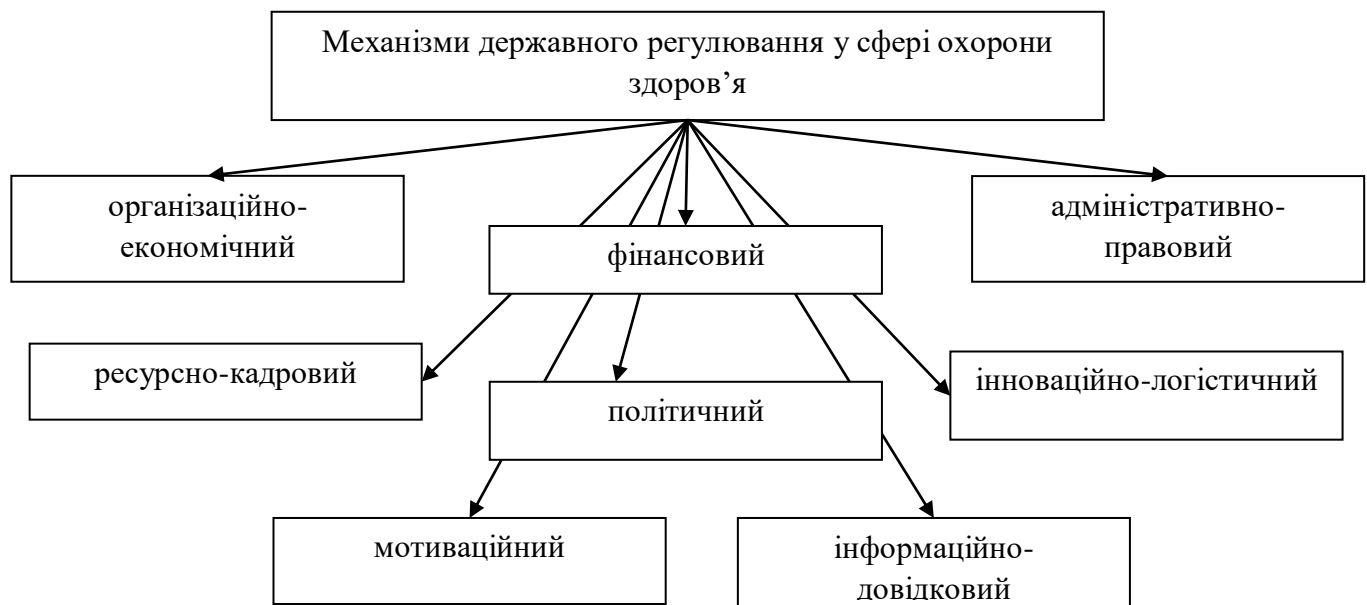 Механізми державного регулювання у сфері охорони
здоров’я
організаційно-
економічний
фінансовий
адміністративно-
правовий
ресурсно-кадровий
політичний
інноваційно-логістичний
мотиваційний
інформаційно-
довідковий